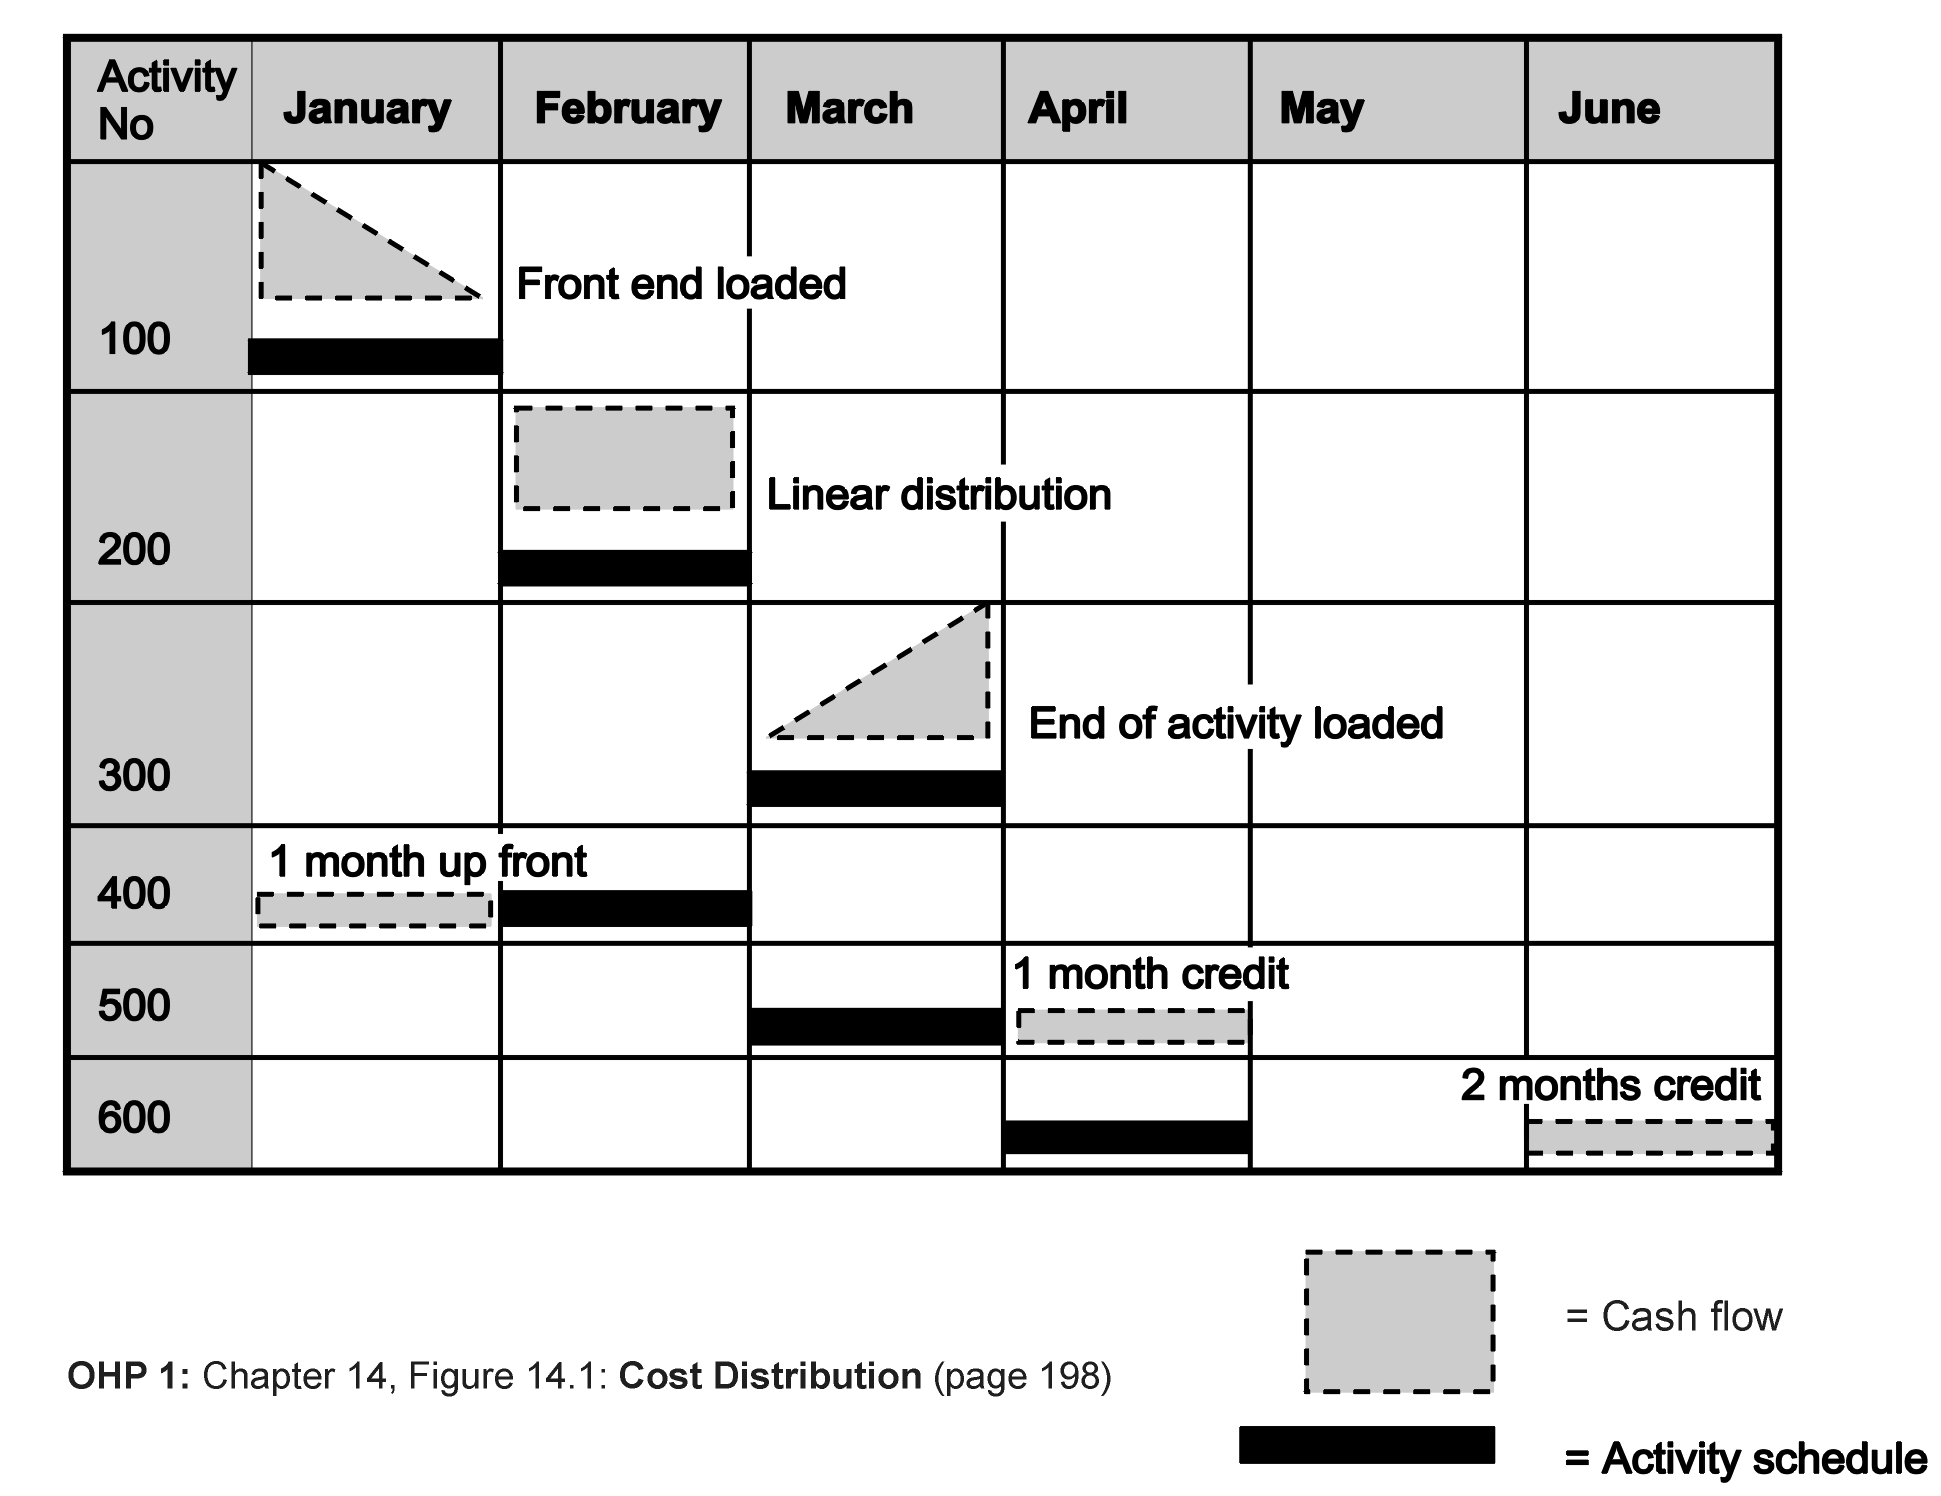 Activity
No
January
February
March
April
May
June
100
Front end loaded
200
Linear distribution
300
End of activity loaded
400
1 month up front
500
1 month credit
600
2 months credit
= Cash flow
OHP 1: Chapter 14, Figure 14.1: Cost Distribution (page 198)
= Activity schedule